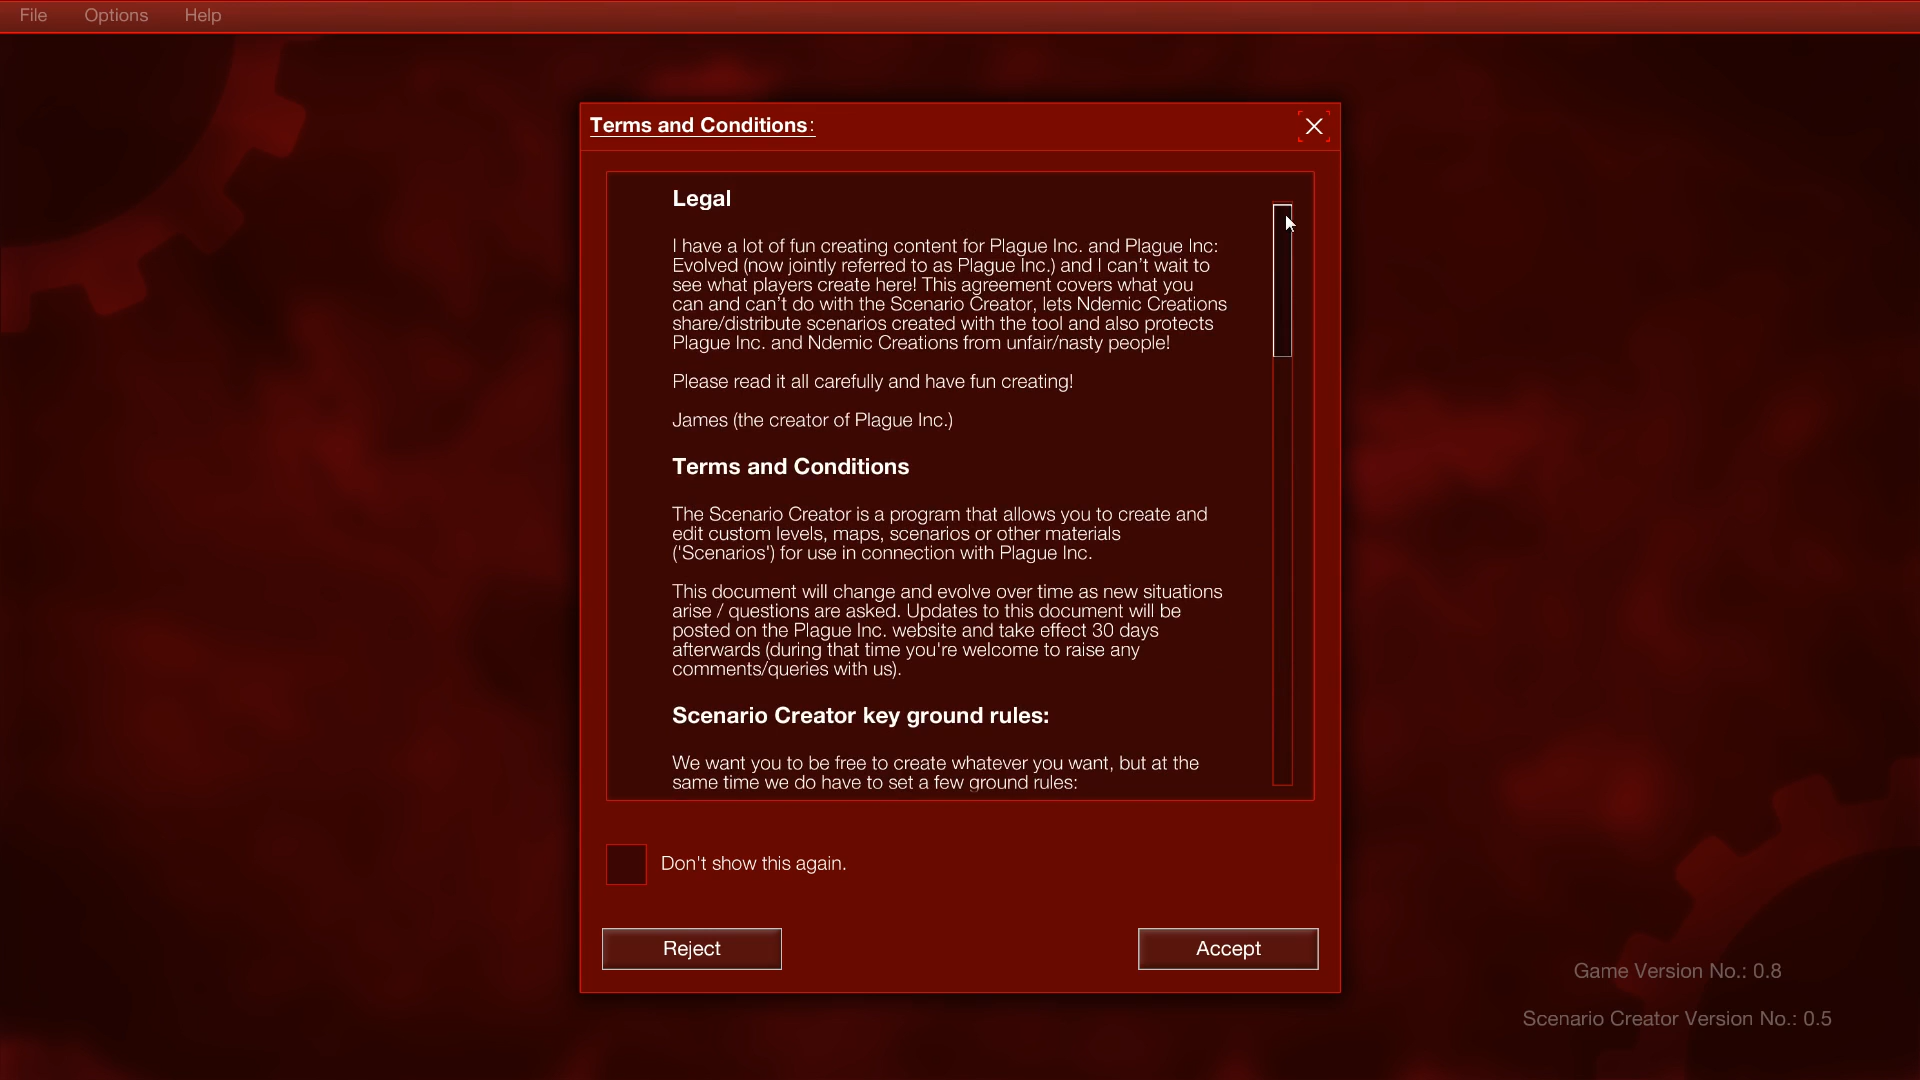 File Options Help
Terms and Conditions:
Legal
I have a lot of fun creating content for Plague Inc. and Plague Inc:
Evolved (now jointly referred to as Plague Inc.) and I can't wait to
see what players create here! This agreement covers what you
can and can't do with the Scenario Creator, lets Ndemic Creations
share/distribute scenarios created with the tool and also protects
Plague Inc. and Ndemic Creations from unfair/nasty people!
Please read it all carefully and have fun creating!
James (the creator of Plague Inc.)
Terms and Conditions
The Scenario Creator is a program that allows you to create and
edit custom levels, maps, scenarios or other materials
('Scenarios') for use in connection with Plague Inc.
This document will change and evolve over time as new situations
arise / questions are asked. Updates to this document will be
posted on the Plague Inc. website and take effect 30 days
afterwards (during that time you're welcome to raise any
comments/queries with us).
Scenario Creator key ground rules:
We want you to be free to create whatever you want, but at the
same time we do have to set a few ground rules:
Don't show this again.
Reject Accept
Game Version No.: 0.8
Scenario Creator Version No.: 0.5